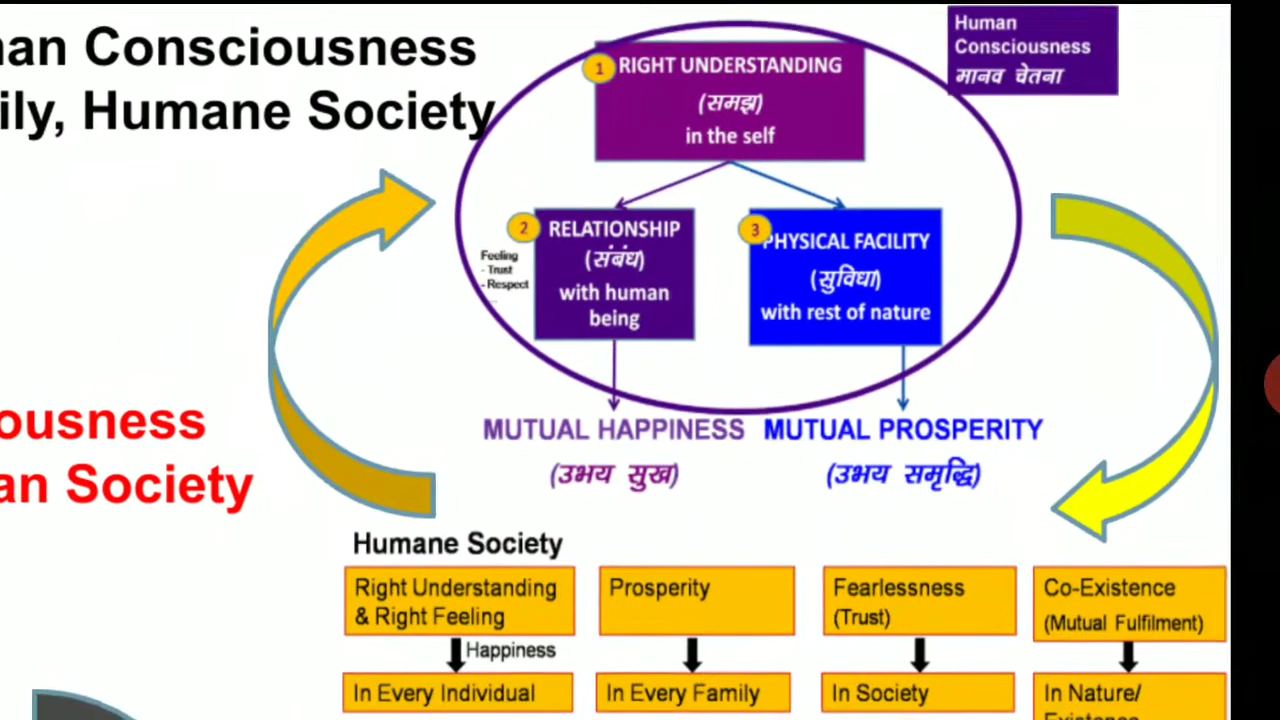 an Consciousness
ily, Humane Society
ousness
an Society
Human
Consciousness
मानव चेतना
1
RIGHT UNDERSTANDING
(समझ)
in the self
2
RELATIONSHIP
(संबंध)
with human
being
Feeling
- Trust
- Respect
....
3
PHYSICAL FACILITY
(सुविधा)
with rest of nature
MUTUAL HAPPINESS
(उभय सुख)
MUTUAL PROSPERITY
(उभय समृद्धि)
Humane Society
Right Understanding
& Right Feeling
Happiness
In Every Individual
Prosperity
In Every Family
Fearlessness
(Trust)
In Society
Co-Existence
(Mutual Fulfilment)
In Nature/
Existence